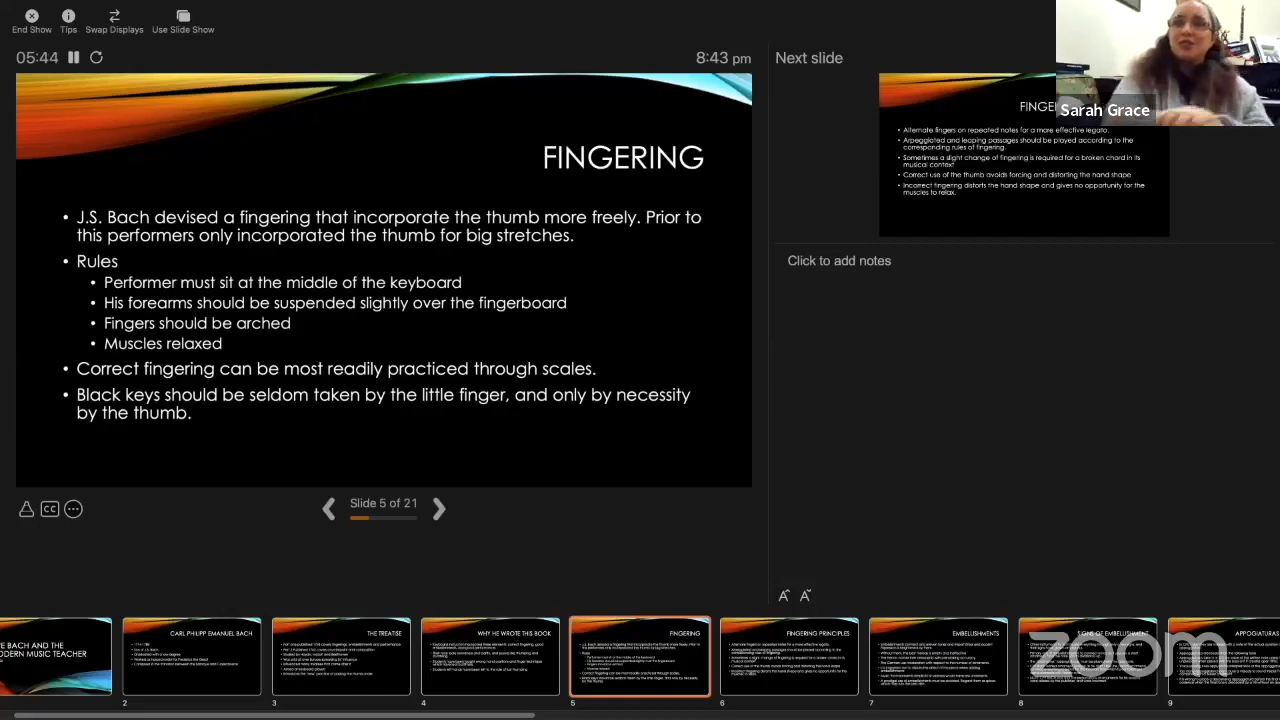 End Show
Tips
Swap Displays
Use Slide Show
05:44
8:43 pm
Next slide
Sarah Grace
FINGERING
• J.S. Bach devised a fingering that incorporate the thumb more freely. Prior to
this performers only incorporated the thumb for big stretches.
• Rules
• Performer must sit at the middle of the keyboard
• His forearms should be suspended slightly over the fingerboard
• Fingers should be arched
• Muscles relaxed
• Correct fingering can be most readily practiced through scales.
• Black keys should be seldom taken by the little finger, and only by necessity
by the thumb.
• Alternate fingers on repeated notes for a more effective legato.
• Arpeggiated and leaping passages should be played according to the
corresponding rules of fingering.
• Sometimes a slight change of fingering is required for a broken chord in its
musical context
• Correct use of the thumb avoids forcing and distorting the hand shape
• Incorrect fingering distorts the hand shape and gives no opportunity for the
muscles to relax.
Click to add notes
CC
Slide 5 of 21
BACH AND THE
MUSIC TEACHER
CARL PHILIPP EMANUEL BACH
THE TREATISE
WHY HE WROTE THIS BOOK
FINGERING
FINGERING PRINCIPLES
EMBELLISHMENTS
SIGNS OF EMBELLISHMENT
APPOGIATURAS
zoom
2
3
4
5
6
7
8
9